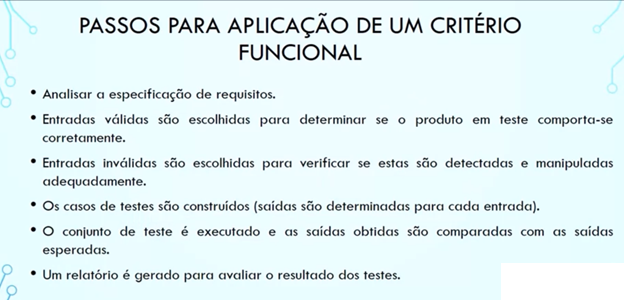 PASSOS PARA APLICAÇÃO DE UM CRITÉRIO
FUNCIONAL
• Analisar a especificação de requisitos.
• Entradas válidas são escolhidas para determinar se o produto em teste comporta-se
corretamente.
• Entradas inválidas são escolhidas para verificar se estas são detectadas e manipuladas
adequadamente.
• Os casos de testes são construídos (saídas são determinadas para cada entrada).
• O conjunto de teste é executado e as saídas obtidas são comparadas com as saídas
esperadas.
• Um relatório é gerado para avaliar o resultado dos testes.